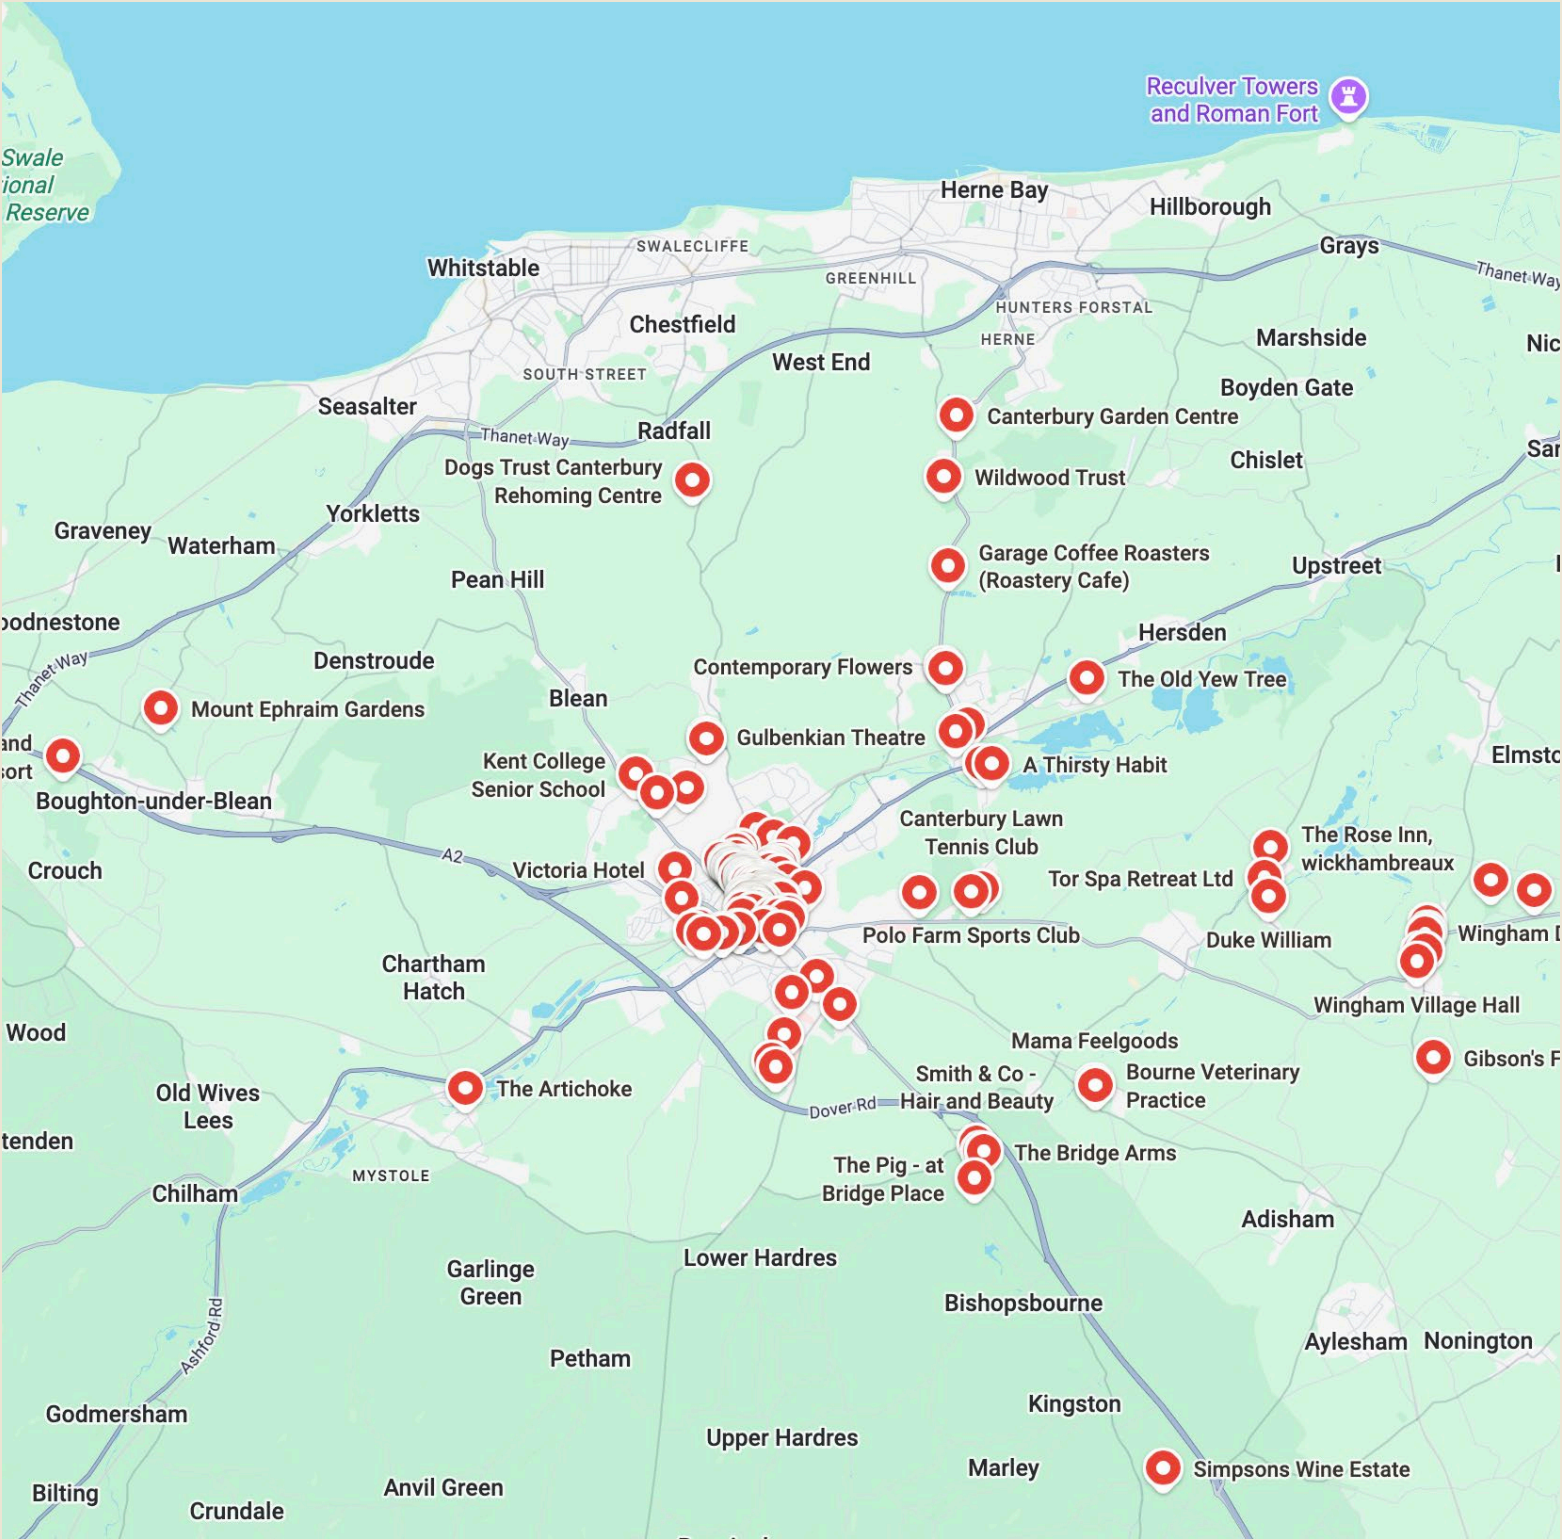 Reculver Towers
and Roman Fort
Swale
ional
Reserve
Herne Bay
Hillborough
SWALECLIFFE
Grays
Whitstable
Thanet Way
GREENHILL
HUNTERS FORSTAL
Chestfield
HERNE
Marshside
Nic
West End
SOUTH STREET
Boyden Gate
Seasalter
Canterbury Garden Centre
Radfall
Thanet Way
Sar
Chislet
Dogs Trust Canterbury
Rehoming Centre
Wildwood Trust
Yorkletts
Graveney
Waterham
Garage Coffee Roasters
(Roastery Cafe)
Upstreet
Pean Hill
oodnestone
Hersden
Denstroude
Contemporary Flowers
Thanet Way
The Old Yew Tree
Blean
Mount Ephraim Gardens
Gulbenkian Theatre
and
sort
Elmsto
Kent College
Senior School
A Thirsty Habit
Boughton-under-Blean
Canterbury Lawn
Tennis Club
The Rose Inn,
wickhambreaux
A2
Crouch
Victoria Hotel
Tor Spa Retreat Ltd
Polo Farm Sports Club
Duke William
Wingham D
Chartham
Hatch
Wingham Village Hall
Wood
Mama Feelgoods
Gibson's F
Smith & Co -
Hair and Beauty
Bourne Veterinary
Practice
Old Wives
Lees
The Artichoke
Dover Rd
tenden
The Bridge Arms
The Pig - at
Bridge Place
MYSTOLE
Chilham
Adisham
Lower Hardres
Garlinge
Green
Bishopsbourne
Ashford Rd
Aylesham
Nonington
Petham
Kingston
Godmersham
Upper Hardres
Marley
Simpsons Wine Estate
Anvil Green
Bilting
Crundale